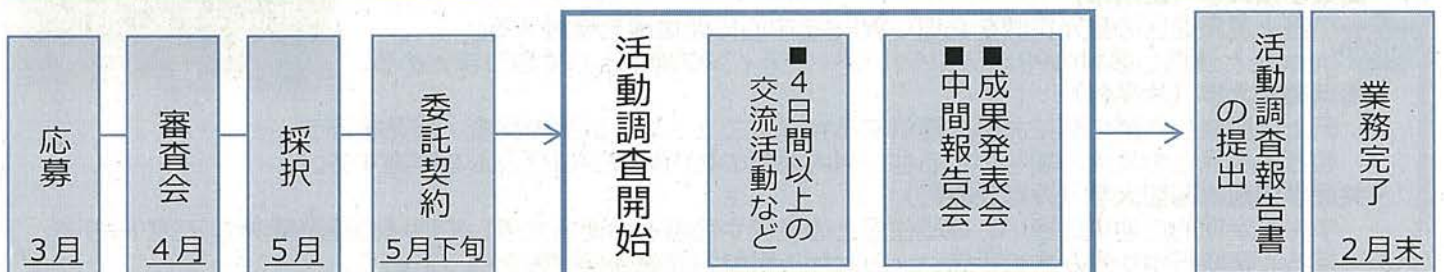 応募
3月
審査会
4月
採択
5月
委託契約
5月下旬
活動調査開始
■４日間以上の
交流活動など
■成果発表会
■中間報告会
活動調査報告書
の提出
業務完了
2月末